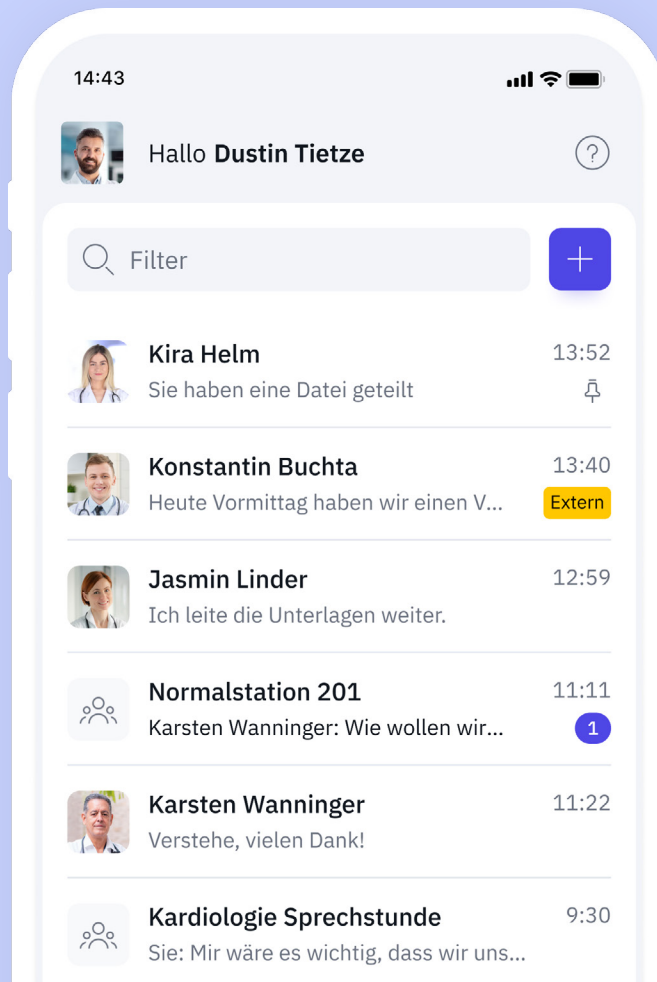 14:43
Hallo Dustin Tietze
?
Filter
Kira Helm 13:52
Sie haben eine Datei geteilt
Konstantin Buchta 13:40
Heute Vormittag haben wir einen V... Extern
Jasmin Linder 12:59
Ich leite die Unterlagen weiter.
Normalstation 201 11:11
Karsten Wanninger: Wie wollen wir... 1
Karsten Wanninger 11:22
Verstehe, vielen Dank!
Kardiologie Sprechstunde 9:30
Sie: Mir wäre es wichtig, dass wir uns...